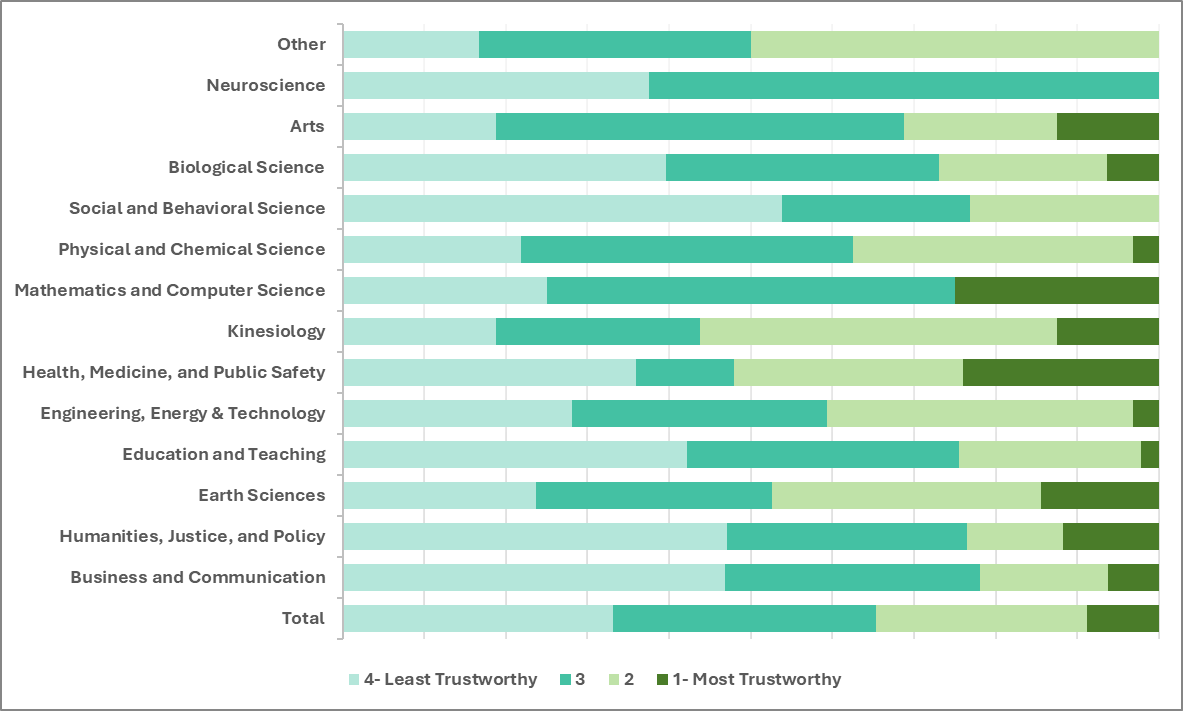 Other
Neuroscience
Arts
Biological Science
Social and Behavioral Science
Physical and Chemical Science
Mathematics and Computer Science
Kinesiology
Health, Medicine, and Public Safety
Engineering, Energy & Technology
Education and Teaching
Earth Sciences
Humanities, Justice, and Policy
Business and Communication
Total
4- Least Trustworthy 3 2 1- Most Trustworthy